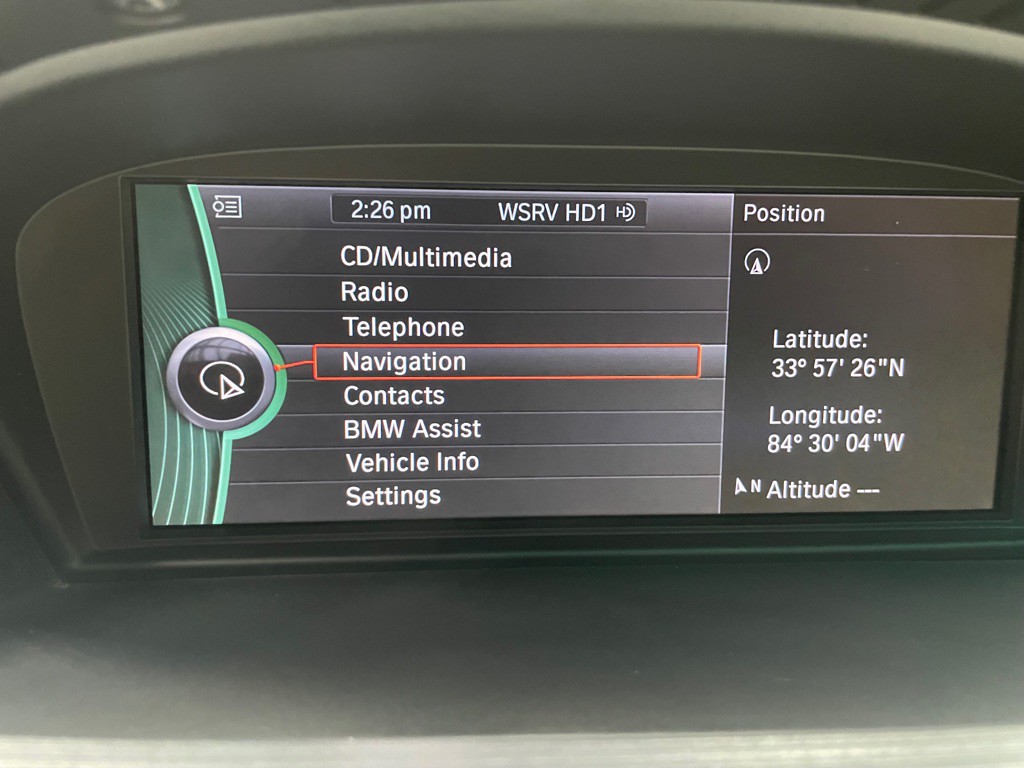 2:26 pm WSRV HD1 HD
CD/Multimedia
Radio
Telephone
Navigation
Contacts
BMW Assist
Vehicle Info
Settings
Position
Latitude:
33° 57' 26"N
Longitude:
84° 30' 04"W
N Altitude ---